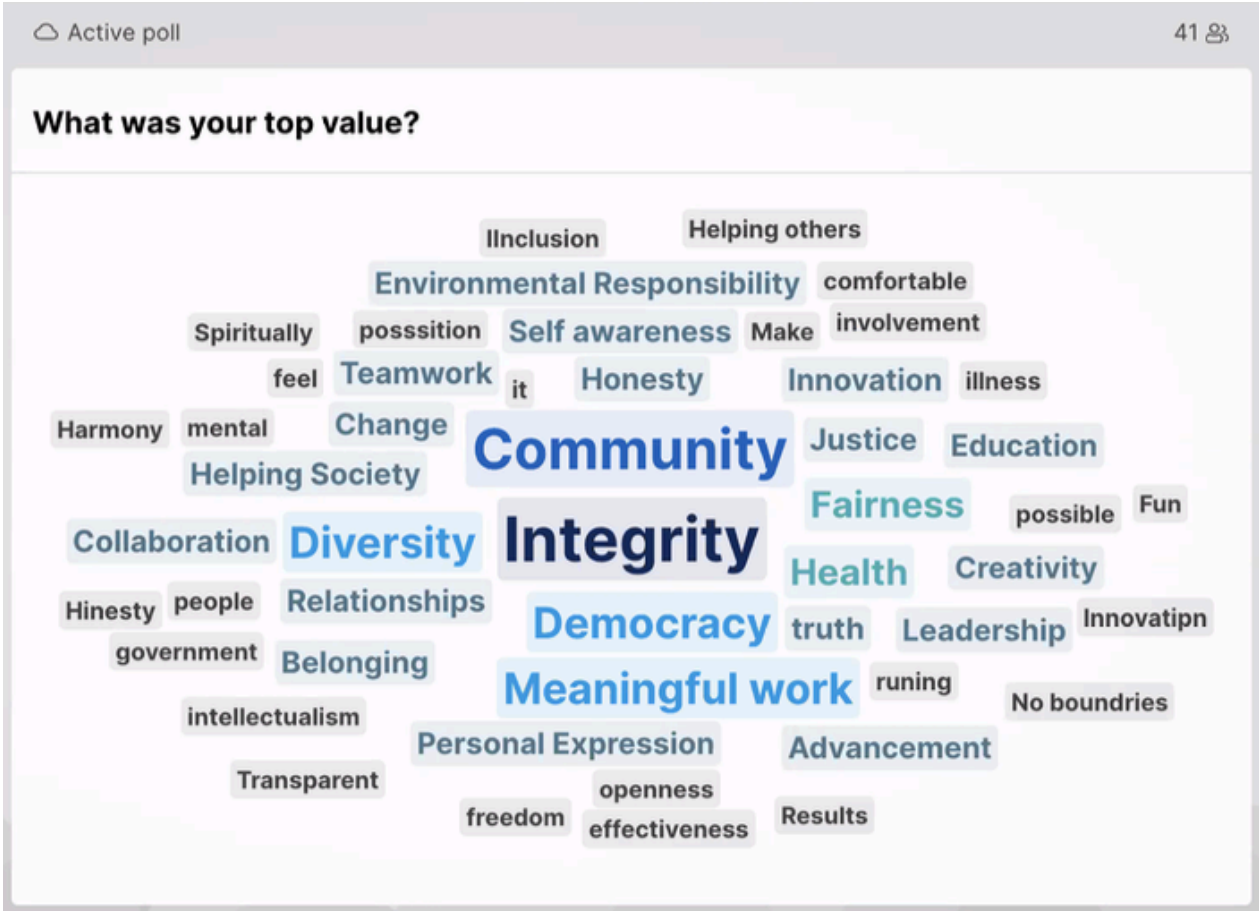 Active poll 41
What was your top value?
IInclusion Helping others
Environmental Responsibility comfortable
Spiritually posssition Self awareness Make involvement
feel Teamwork it Honesty Innovation illness
Harmony mental Change Community Justice Education
Helping Society
Fairness possible Fun
Collaboration Diversity Integrity
Health Creativity
Hinesty people Relationships
Democracy truth Leadership Innovatipn
government Belonging
Meaningful work runing
intellectualism No boundries
Personal Expression Advancement
Transparent
openness
freedom effectiveness Results